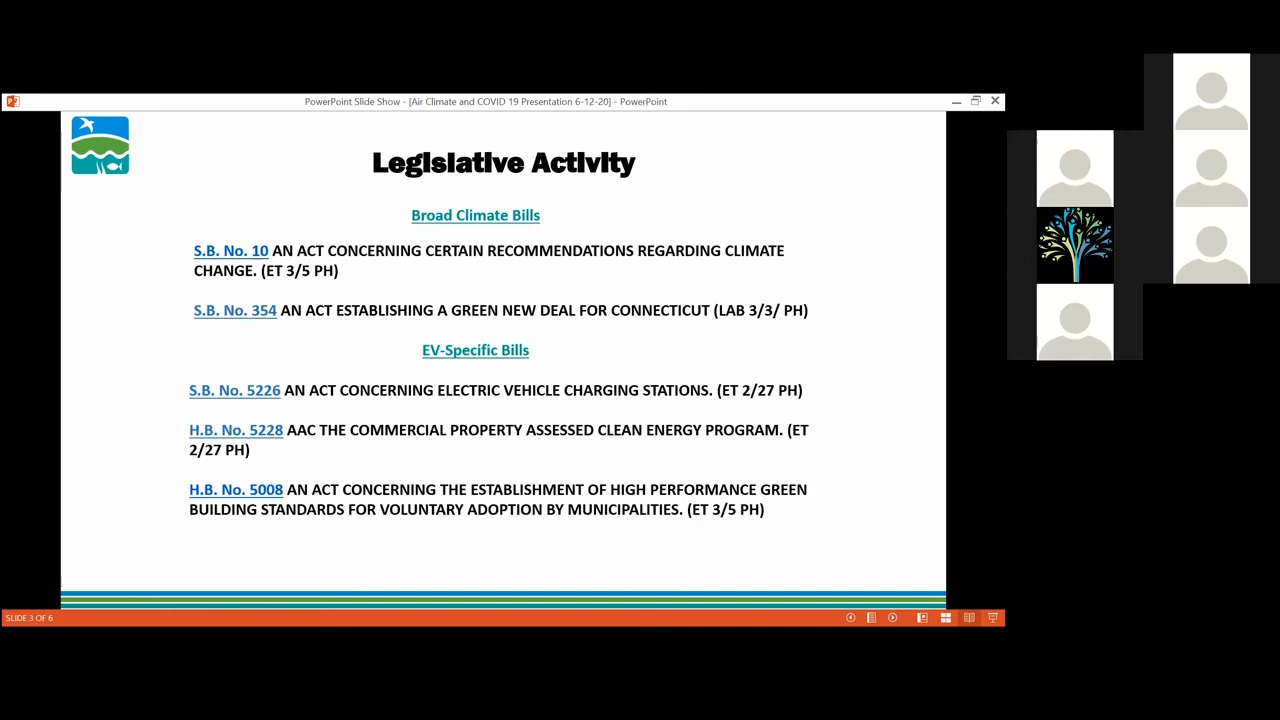 PowerPoint Slide Show - [Air Climate and COVID 19 Presentation 6-12-20] - PowerPoint
Legislative Activity
Broad Climate Bills
S.B. No. 10 AN ACT CONCERNING CERTAIN RECOMMENDATIONS REGARDING CLIMATE
CHANGE. (ET 3/5 PH)
S.B. No. 354 AN ACT ESTABLISHING A GREEN NEW DEAL FOR CONNECTICUT (LAB 3/3/ PH)
EV-Specific Bills
S.B. No. 5226 AN ACT CONCERNING ELECTRIC VEHICLE CHARGING STATIONS. (ET 2/27 PH)
H.B. No. 5228 AAC THE COMMERCIAL PROPERTY ASSESSED CLEAN ENERGY PROGRAM. (ET
2/27 PH)
H.B. No. 5008 AN ACT CONCERNING THE ESTABLISHMENT OF HIGH PERFORMANCE GREEN
BUILDING STANDARDS FOR VOLUNTARY ADOPTION BY MUNICIPALITIES. (ET 3/5 PH)
SLIDE 3 OF 6